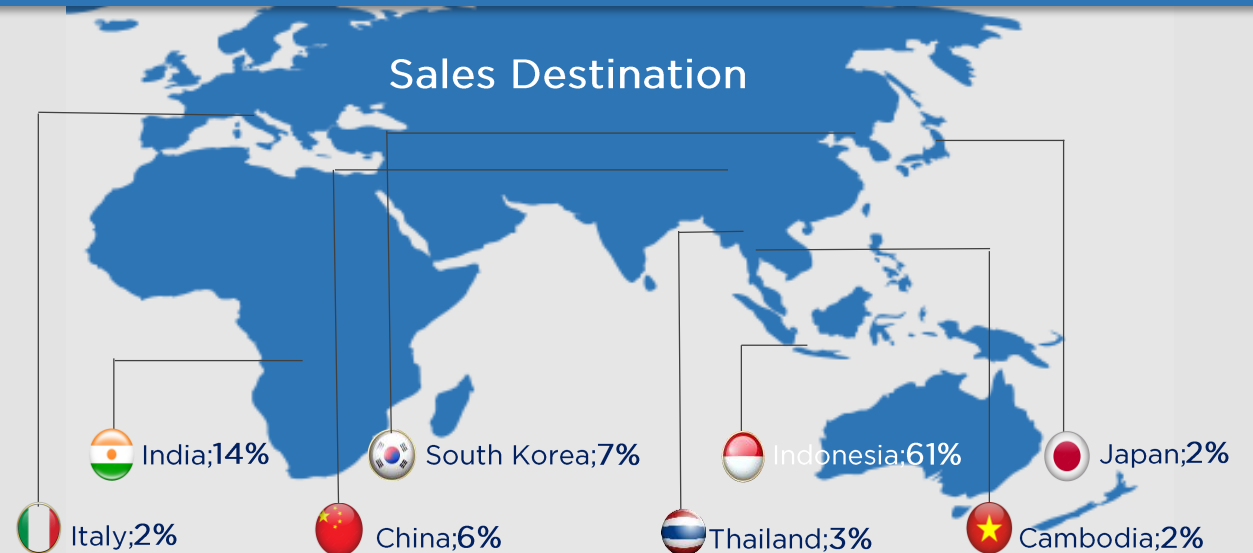 Sales Destination
India;14%
South Korea;7%
Indonesia;61%
Japan;2%
Italy;2%
China;6%
Thailand;3%
Cambodia;2%